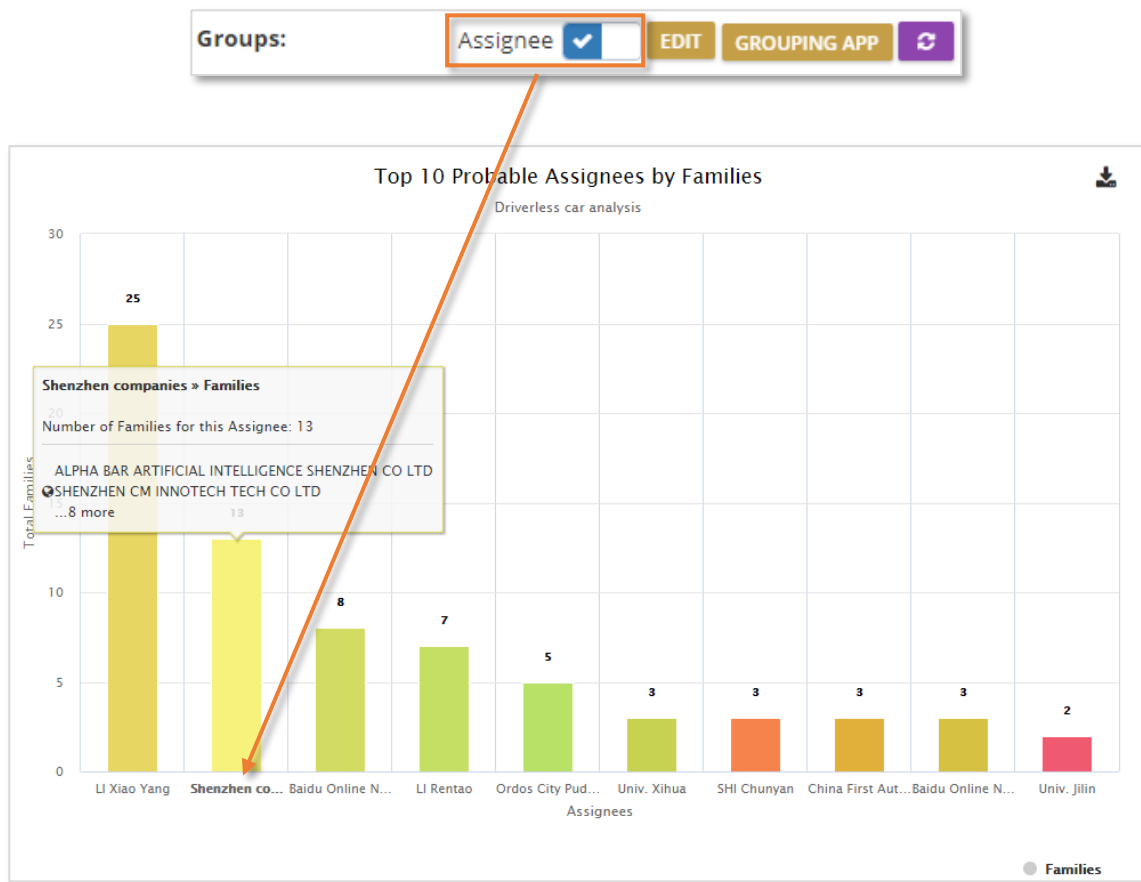 Groups:
Assignee
EDIT
GROUPING APP
Top 10 Probable Assignees by Families
Driverless car analysis
Total Families
30
25
20
15
10
5
0
25
13
8
7
5
3
3
3
3
2
Shenzhen companies » Families
Number of Families for this Assignee: 13
ALPHA BAR ARTIFICIAL INTELLIGENCE SHENZHEN CO LTD
SHENZHEN CM INNOTECH TECH CO LTD
...8 more
LI Xiao Yang
Shenzhen co...
Baidu Online N...
LI Rentao
Ordos City Pud...
Univ. Xihua
SHI Chunyan
China First Aut...
Baidu Online N...
Univ. Jilin
Assignees
Families